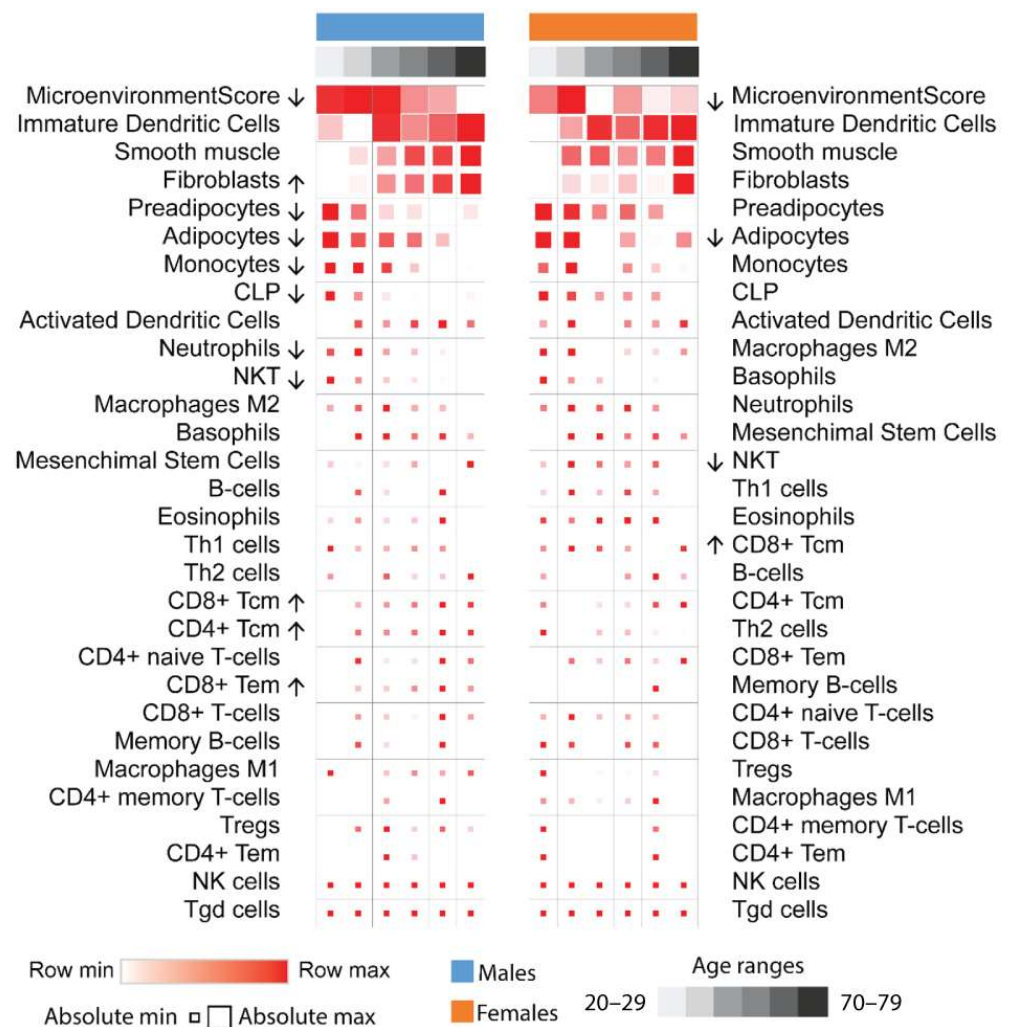 MicroenvironmentScore ↓ ↓ MicroenvironmentScore
Immature Dendritic Cells Immature Dendritic Cells
Smooth muscle Smooth muscle
Fibroblasts ↑ Fibroblasts
Preadipocytes ↓ Preadipocytes
Adipocytes ↓ ↓ Adipocytes
Monocytes ↓ Monocytes
CLP ↓ CLP
Activated Dendritic Cells Activated Dendritic Cells
Neutrophils ↓ Macrophages M2
NKT ↓ Basophils
Macrophages M2 Neutrophils
Basophils Mesenchimal Stem Cells
Mesenchimal Stem Cells ↓ NKT
B-cells Th1 cells
Eosinophils Eosinophils
Th1 cells ↑ CD8+ Tcm
Th2 cells B-cells
CD8+ Tcm ↑ CD4+ Tcm
CD4+ Tcm ↑ Th2 cells
CD4+ naive T-cells CD8+ Tem
CD8+ Tem ↑ Memory B-cells
CD8+ T-cells CD4+ naive T-cells
Memory B-cells CD8+ T-cells
Macrophages M1 Tregs
CD4+ memory T-cells Macrophages M1
Tregs CD4+ memory T-cells
CD4+ Tem CD4+ Tem
NK cells NK cells
Tgd cells Tgd cells
Row min Row max Males Age ranges
Absolute min Absolute max Females 20–29 70–79